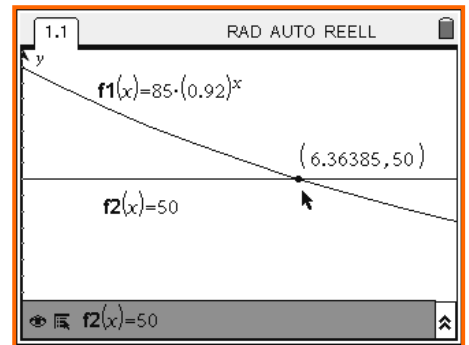 1.1 RAD AUTO REELL
y
f1(x)=85·(0.92)^x
(6.36385,50)
f2(x)=50
f2(x)=50